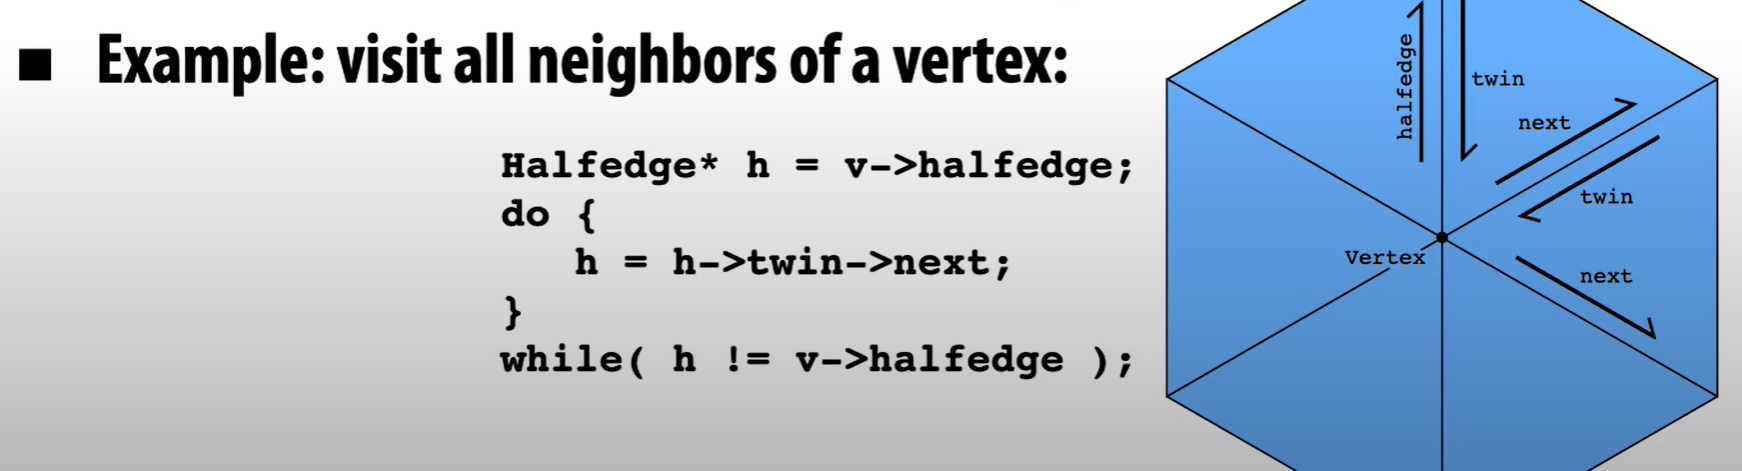 ■ Example: visit all neighbors of a vertex:
Halfedge* h = v->halfedge;
do {
h = h->twin->next;
}
while( h != v->halfedge );
halfedge
twin
next
twin
Vertex
next